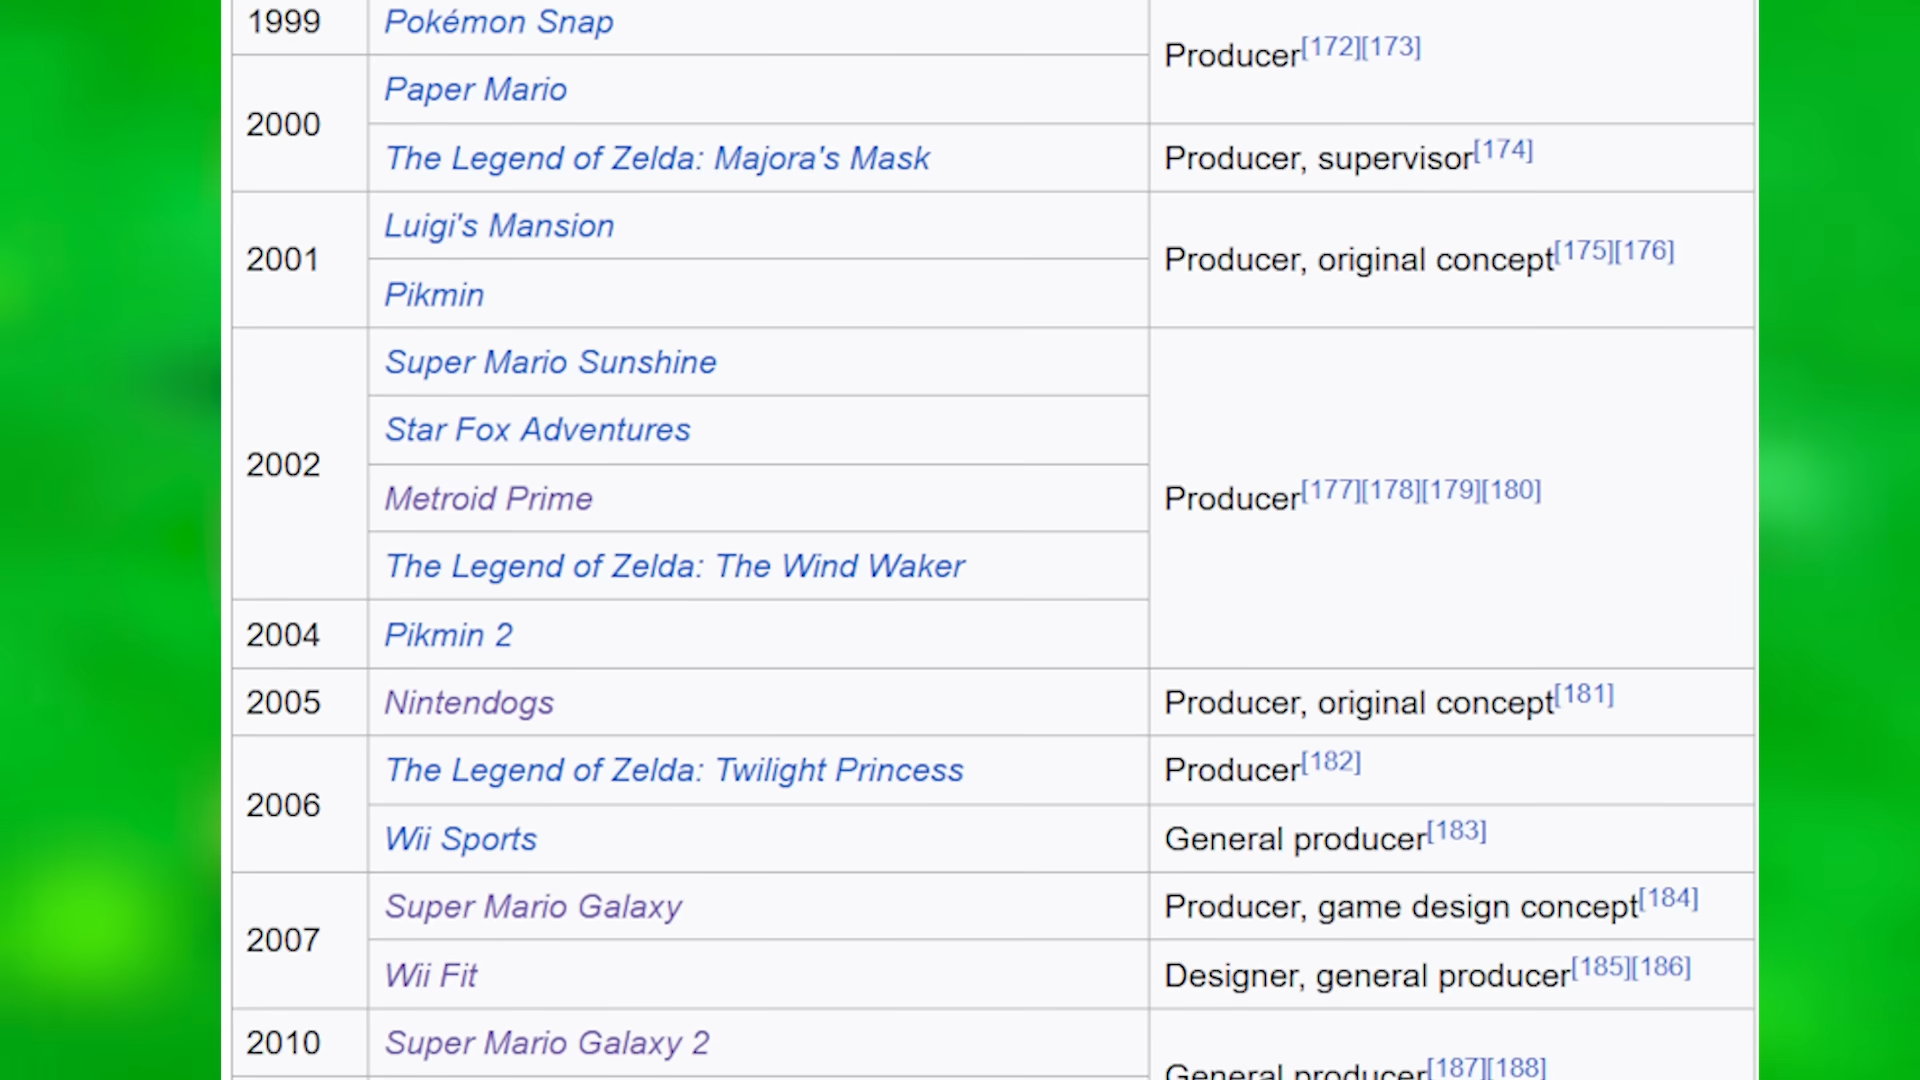 1999
Pokémon Snap
Producer[172][173]
2000
Paper Mario
The Legend of Zelda: Majora's Mask
Producer, supervisor[174]
2001
Luigi's Mansion
Producer, original concept[175][176]
Pikmin
2002
Super Mario Sunshine
Star Fox Adventures
Metroid Prime
Producer[177][178][179][180]
The Legend of Zelda: The Wind Waker
2004
Pikmin 2
2005
Nintendogs
Producer, original concept[181]
2006
The Legend of Zelda: Twilight Princess
Producer[182]
Wii Sports
General producer[183]
2007
Super Mario Galaxy
Producer, game design concept[184]
Wii Fit
Designer, general producer[185][186]
2010
Super Mario Galaxy 2
General producer[187][188]